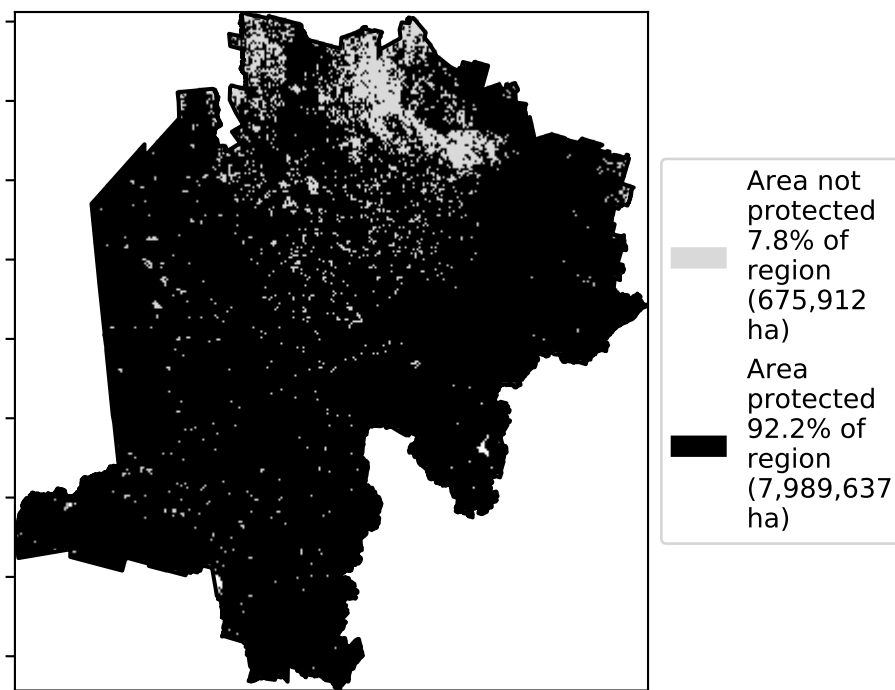 Area not
protected
7.8% of
region
(675,912
ha)
Area
protected
92.2% of
region
(7,989,637
ha)